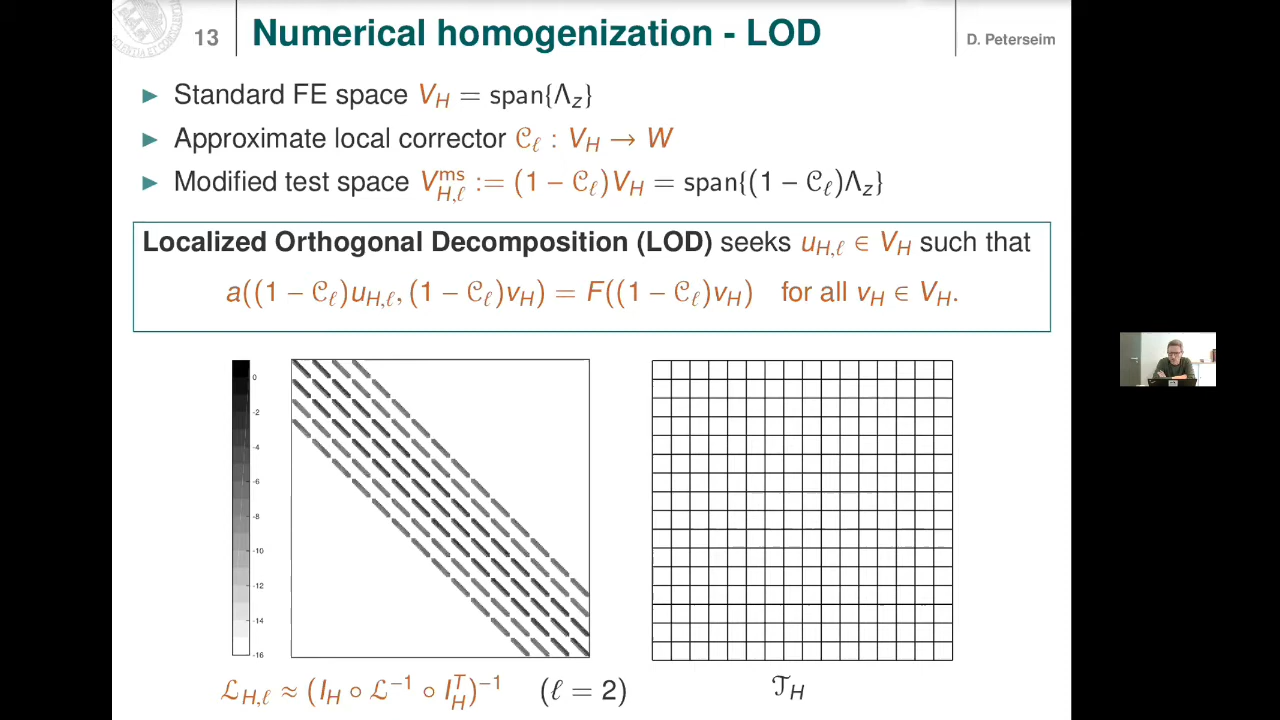 13
Numerical homogenization - LOD
D. Peterseim
► Standard FE space V_H = span{Λ_z}
► Approximate local corrector 𝒞_ℓ : V_H → W
► Modified test space V^ms_{H,ℓ} := (1 − 𝒞_ℓ)V_H = span{(1 − 𝒞_ℓ)Λ_z}
Localized Orthogonal Decomposition (LOD) seeks u_{H,ℓ} ∈ V_H such that
a((1 − 𝒞_ℓ)u_{H,ℓ}, (1 − 𝒞_ℓ)v_H) = F((1 − 𝒞_ℓ)v_H) for all v_H ∈ V_H.
0
-2
-4
-6
-8
-10
-12
-14
-16
ℒ_{H,ℓ} ≈ (I_H ∘ ℒ^{−1} ∘ I_H^T)^{−1} (ℓ = 2)
𝒯_H